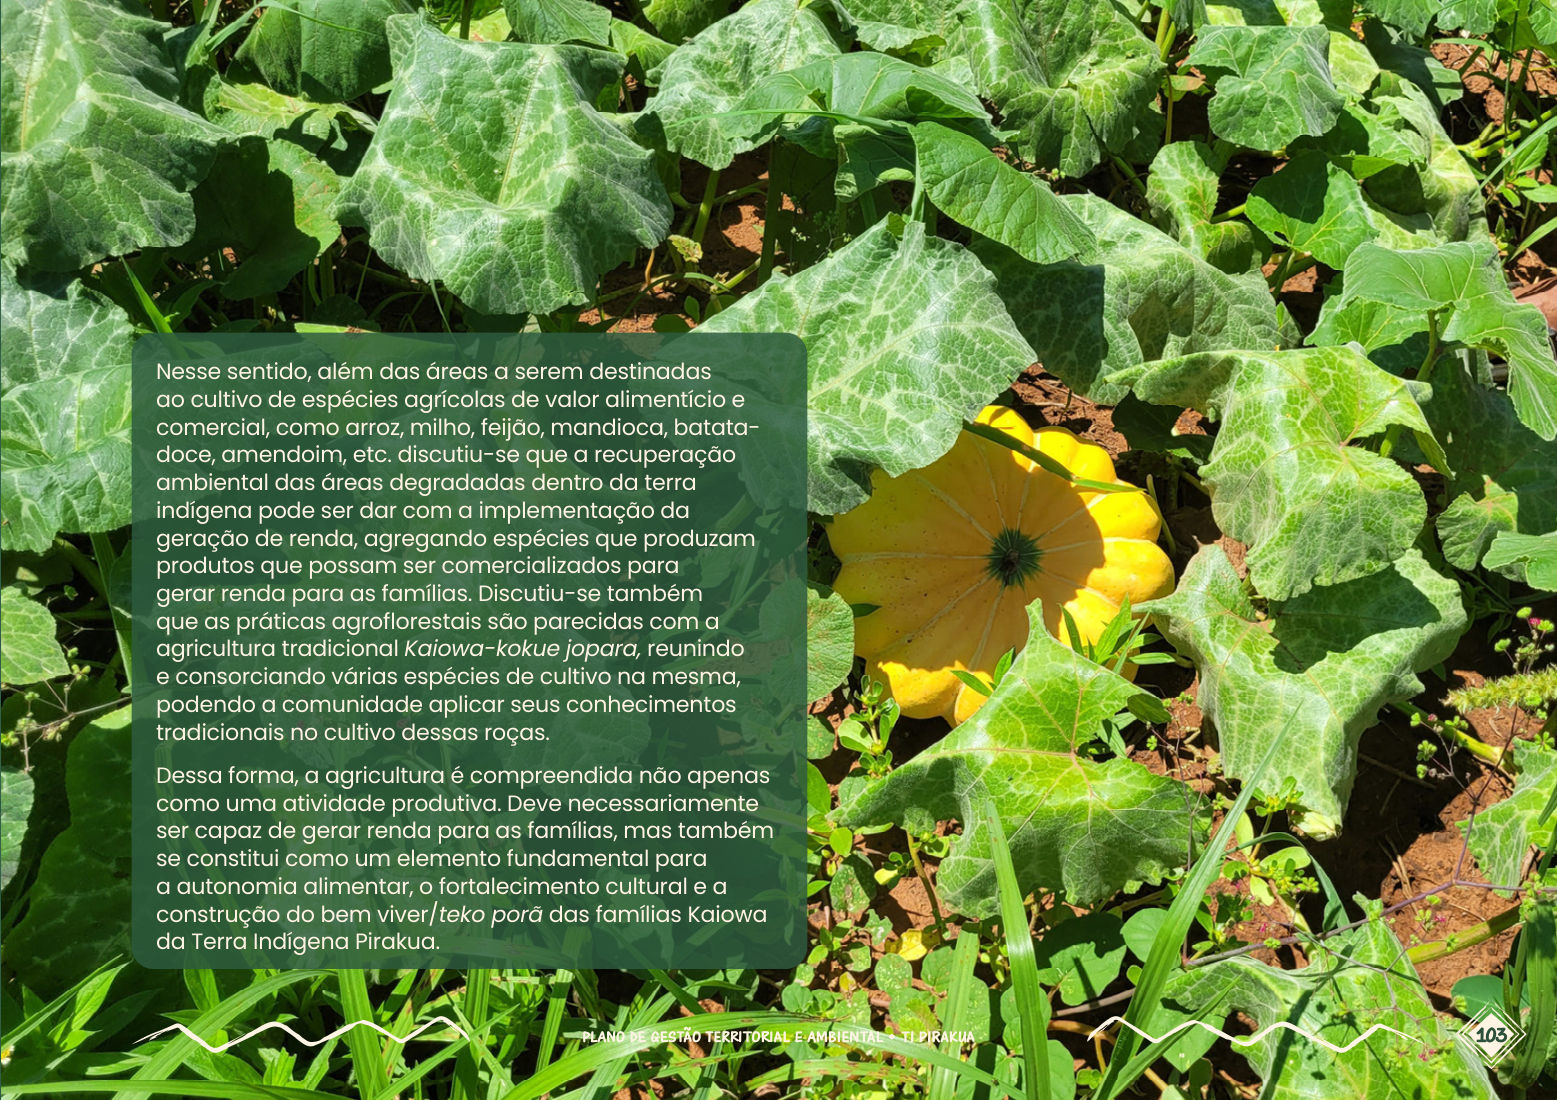 Nesse sentido, além das áreas a serem destinadas
ao cultivo de espécies agrícolas de valor alimentício e
comercial, como arroz, milho, feijão, mandioca, batata-
doce, amendoim, etc. discutiu-se que a recuperação
ambiental das áreas degradadas dentro da terra
indígena pode ser dar com a implementação da
geração de renda, agregando espécies que produzam
produtos que possam ser comercializados para
gerar renda para as famílias. Discutiu-se também
que as práticas agroflorestais são parecidas com a
agricultura tradicional Kaiowa-kokue jopara, reunindo
e consorciando várias espécies de cultivo na mesma,
podendo a comunidade aplicar seus conhecimentos
tradicionais no cultivo dessas roças.
Dessa forma, a agricultura é compreendida não apenas
como uma atividade produtiva. Deve necessariamente
ser capaz de gerar renda para as famílias, mas também
se constitui como um elemento fundamental para
a autonomia alimentar, o fortalecimento cultural e a
construção do bem viver/teko porã das famílias Kaiowa
da Terra Indígena Pirakua.
PLANO DE GESTÃO TERRITORIAL E AMBIENTAL • TI PIRAKUA
103